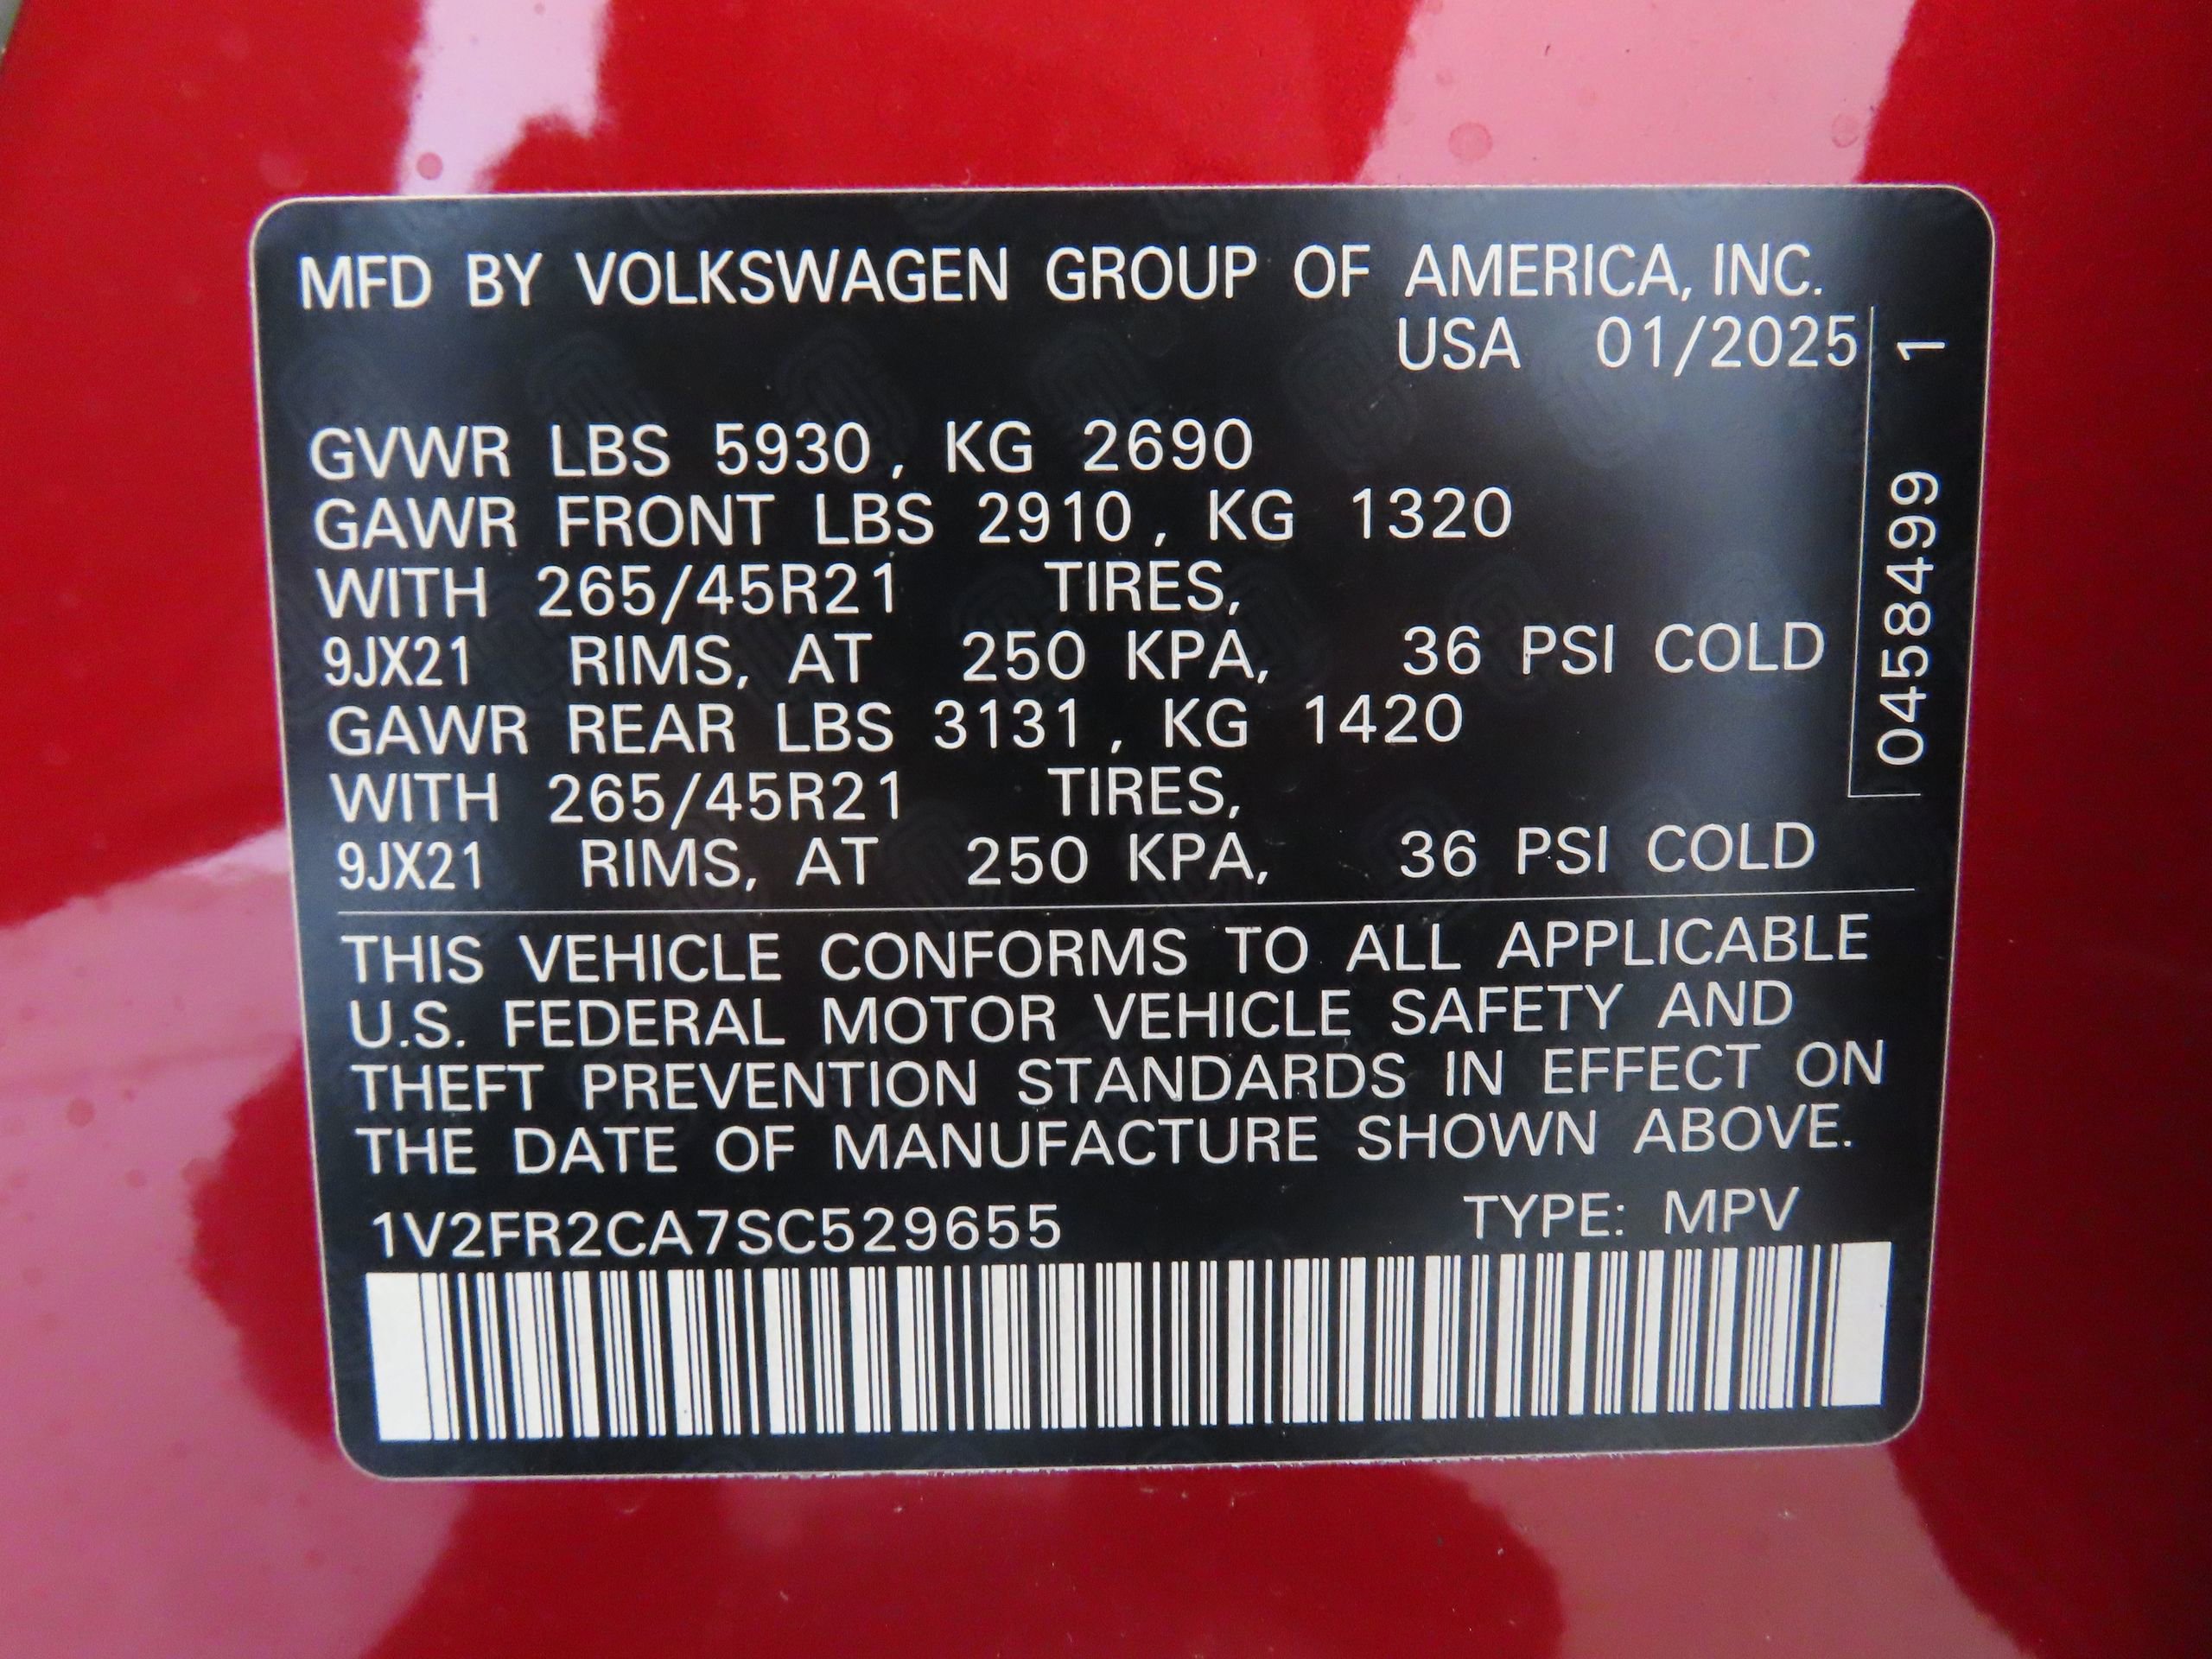 MFD BY VOLKSWAGEN GROUP OF AMERICA, INC.
USA 01/2025
GVWR LBS 5930, KG 2690
GAWR FRONT LBS 2910, KG 1320
WITH 265/45R21 TIRES,
9JX21 RIMS, AT 250 KPA, 36 PSI COLD
GAWR REAR LBS 3131, KG 1420
WITH 265/45R21 TIRES,
9JX21 RIMS, AT 250 KPA, 36 PSI COLD
0458499 1
THIS VEHICLE CONFORMS TO ALL APPLICABLE
U.S. FEDERAL MOTOR VEHICLE SAFETY AND
THEFT PREVENTION STANDARDS IN EFFECT ON
THE DATE OF MANUFACTURE SHOWN ABOVE.
1V2FR2CA7SC529655 TYPE: MPV